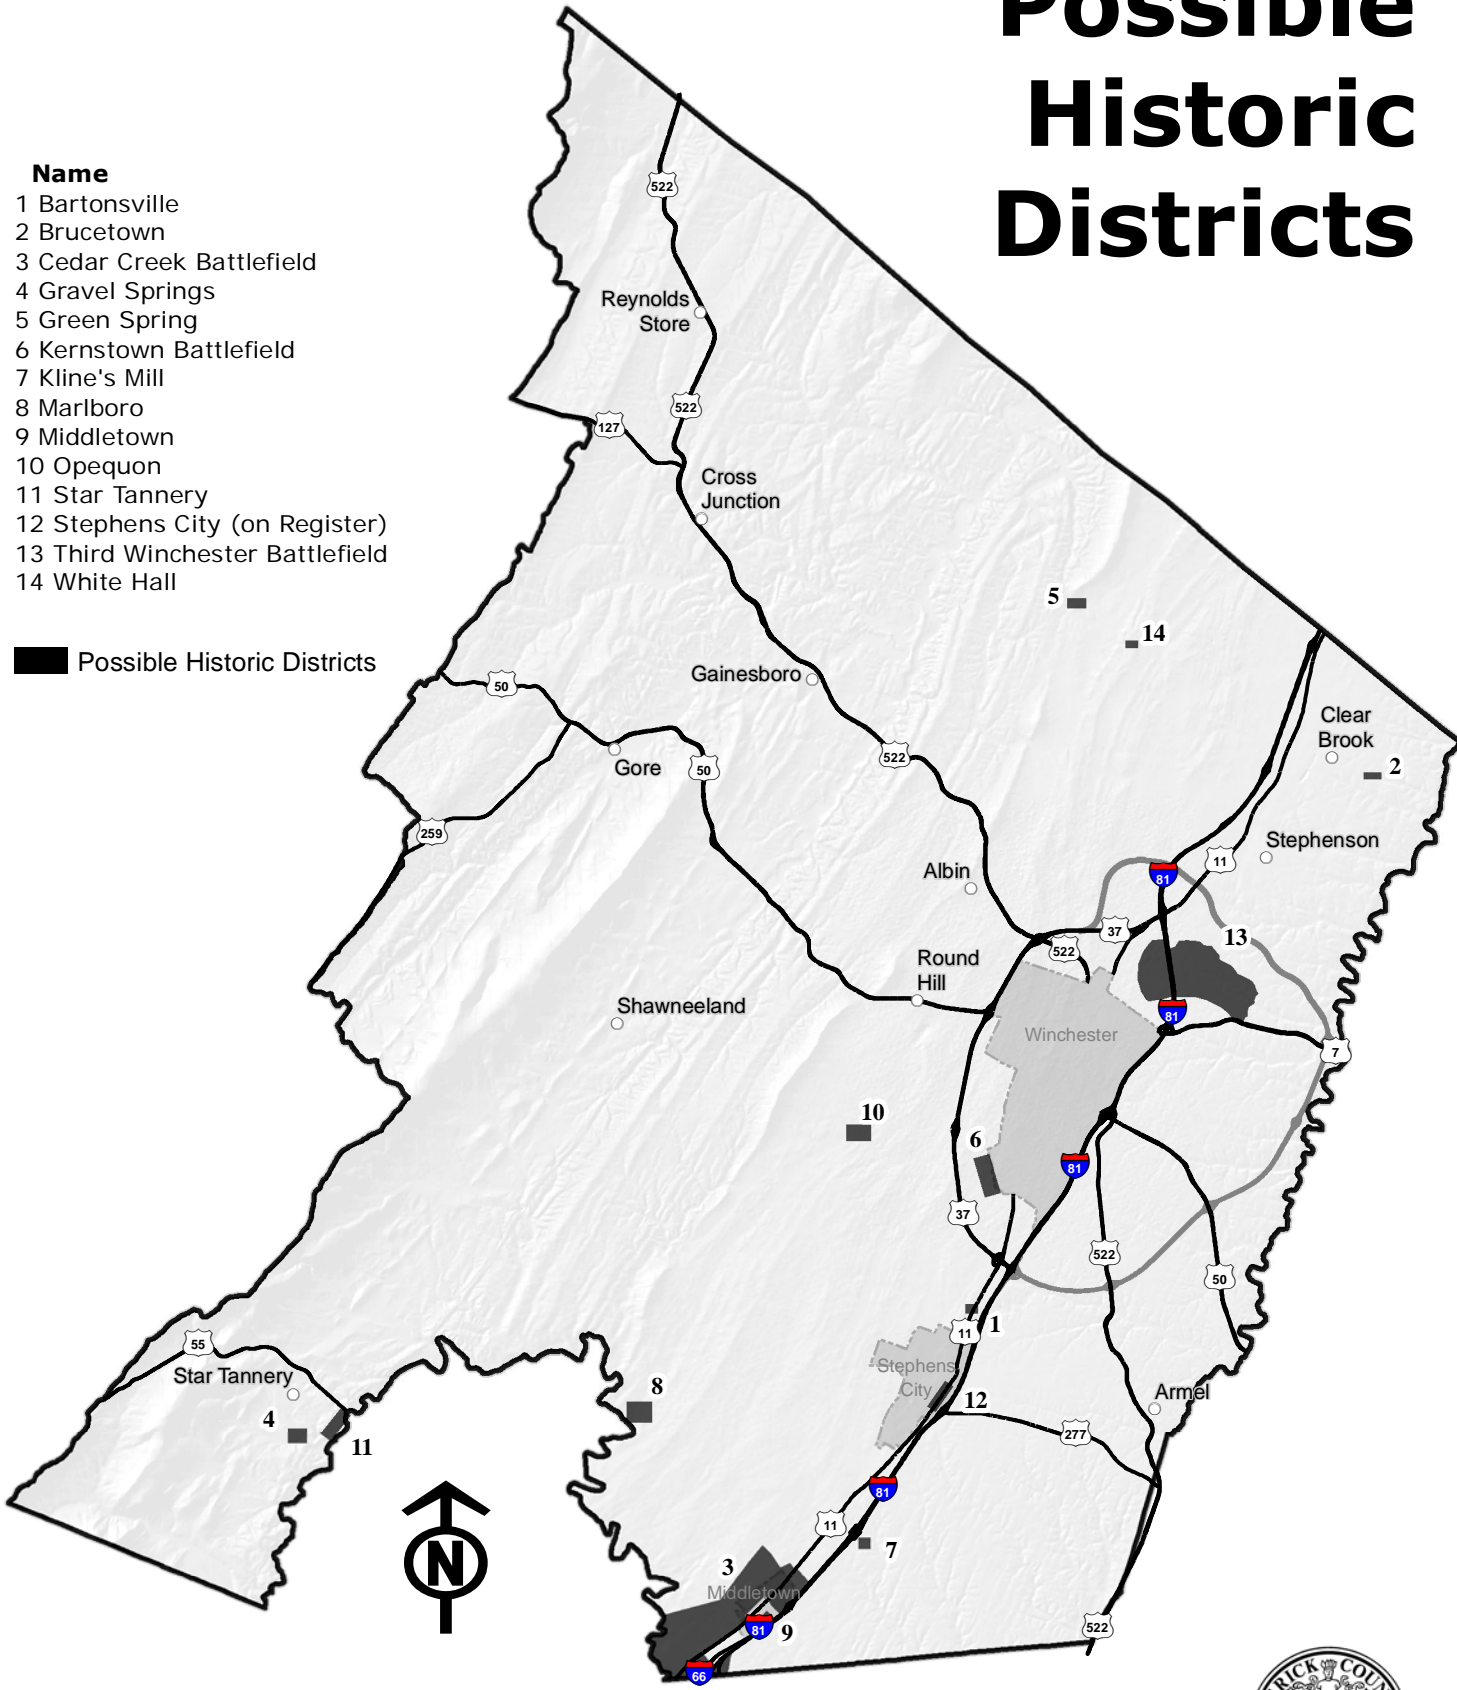 Possible
Historic
Districts
Name
1 Bartonsville
2 Brucetown
3 Cedar Creek Battlefield
4 Gravel Springs
5 Green Spring
6 Kernstown Battlefield
7 Kline's Mill
8 Marlboro
9 Middletown
10 Opequon
11 Star Tannery
12 Stephens City (on Register)
13 Third Winchester Battlefield
14 White Hall
Possible Historic Districts
522
Reynolds
Store
522
127
Cross
Junction
5
14
Gainesboro
50
Clear
Brook
522
2
Gore
50
259
Stephenson
11
Albin
81
37
13
522
Round
Hill
Shawneeland
81
Winchester
7
10
6
81
37
522
50
1
11
55
Stephens
City
Star Tannery
8
12
Armel
4
11
277
81
11
7
N
3
Middletown
81
9
522
66
RICK COUN